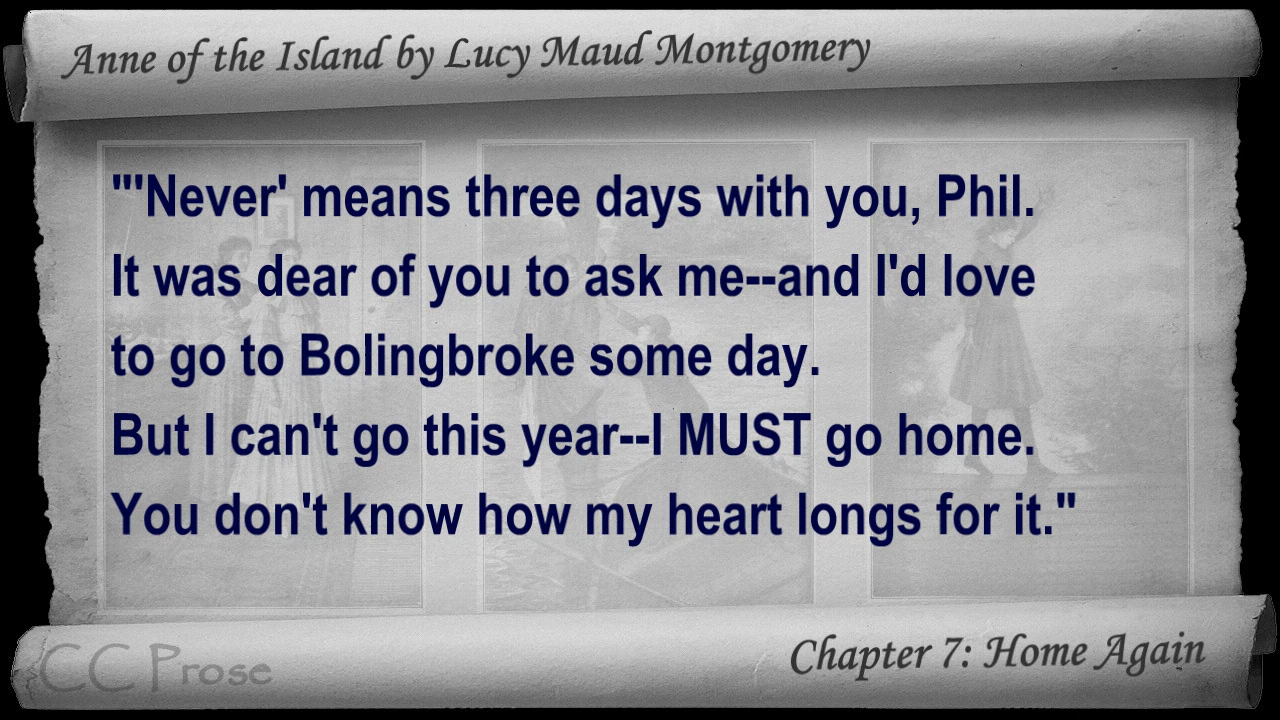 Anne of the Island by Lucy Maud Montgomery
"'Never' means three days with you, Phil.
It was dear of you to ask me--and I'd love
to go to Bolingbroke some day.
But I can't go this year--I MUST go home.
You don't know how my heart longs for it."
CC Prose
Chapter 7: Home Again